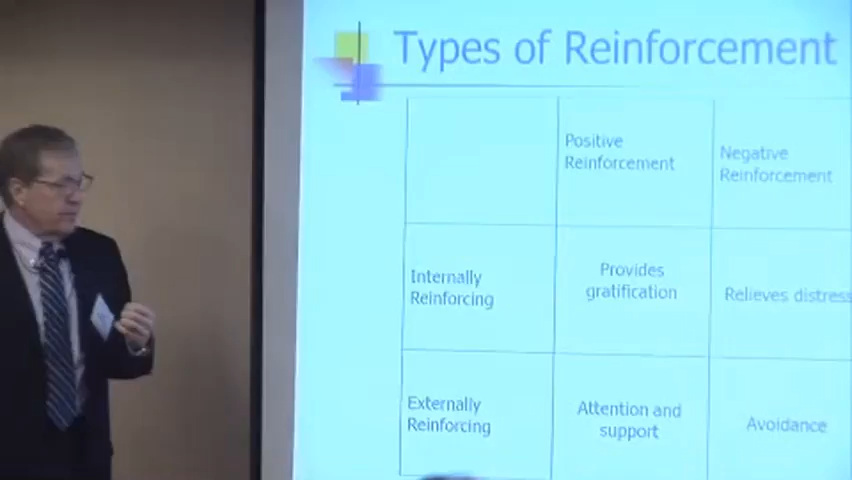 Types of Reinforcement
Positive
Reinforcement
Negative
Reinforcement
Internally
Reinforcing
Provides
gratification
Relieves distress
Externally
Reinforcing
Attention and
support
Avoidance